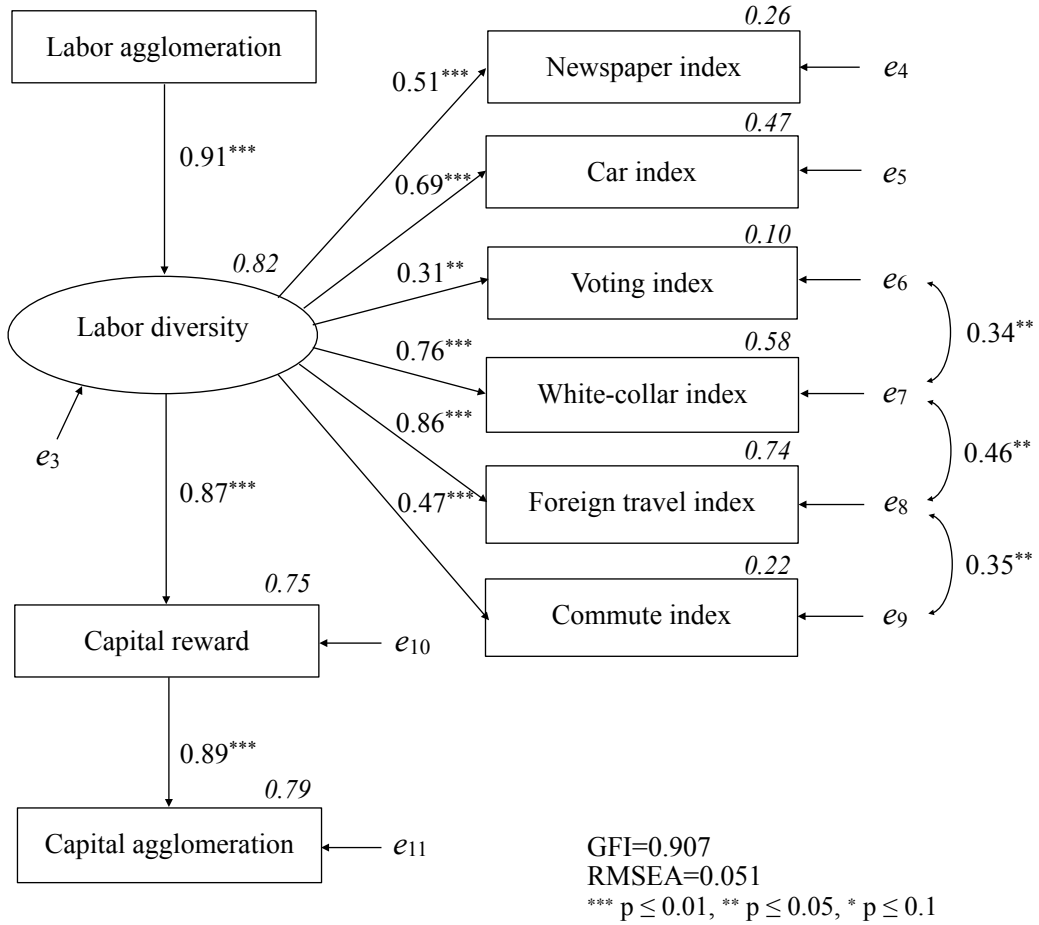 Labor agglomeration
0.91***
0.82
Labor diversity
e3
0.87***
0.75
Capital reward
e10
0.89***
0.79
Capital agglomeration
e11
0.51***
0.69***
0.31**
0.76***
0.86***
0.47***
0.26
Newspaper index
e4
0.47
Car index
e5
0.10
Voting index
e6
0.34**
0.58
White-collar index
e7
0.46**
0.74
Foreign travel index
e8
0.35**
0.22
Commute index
e9
GFI=0.907
RMSEA=0.051
*** p ≤ 0.01, ** p ≤ 0.05, * p ≤ 0.1